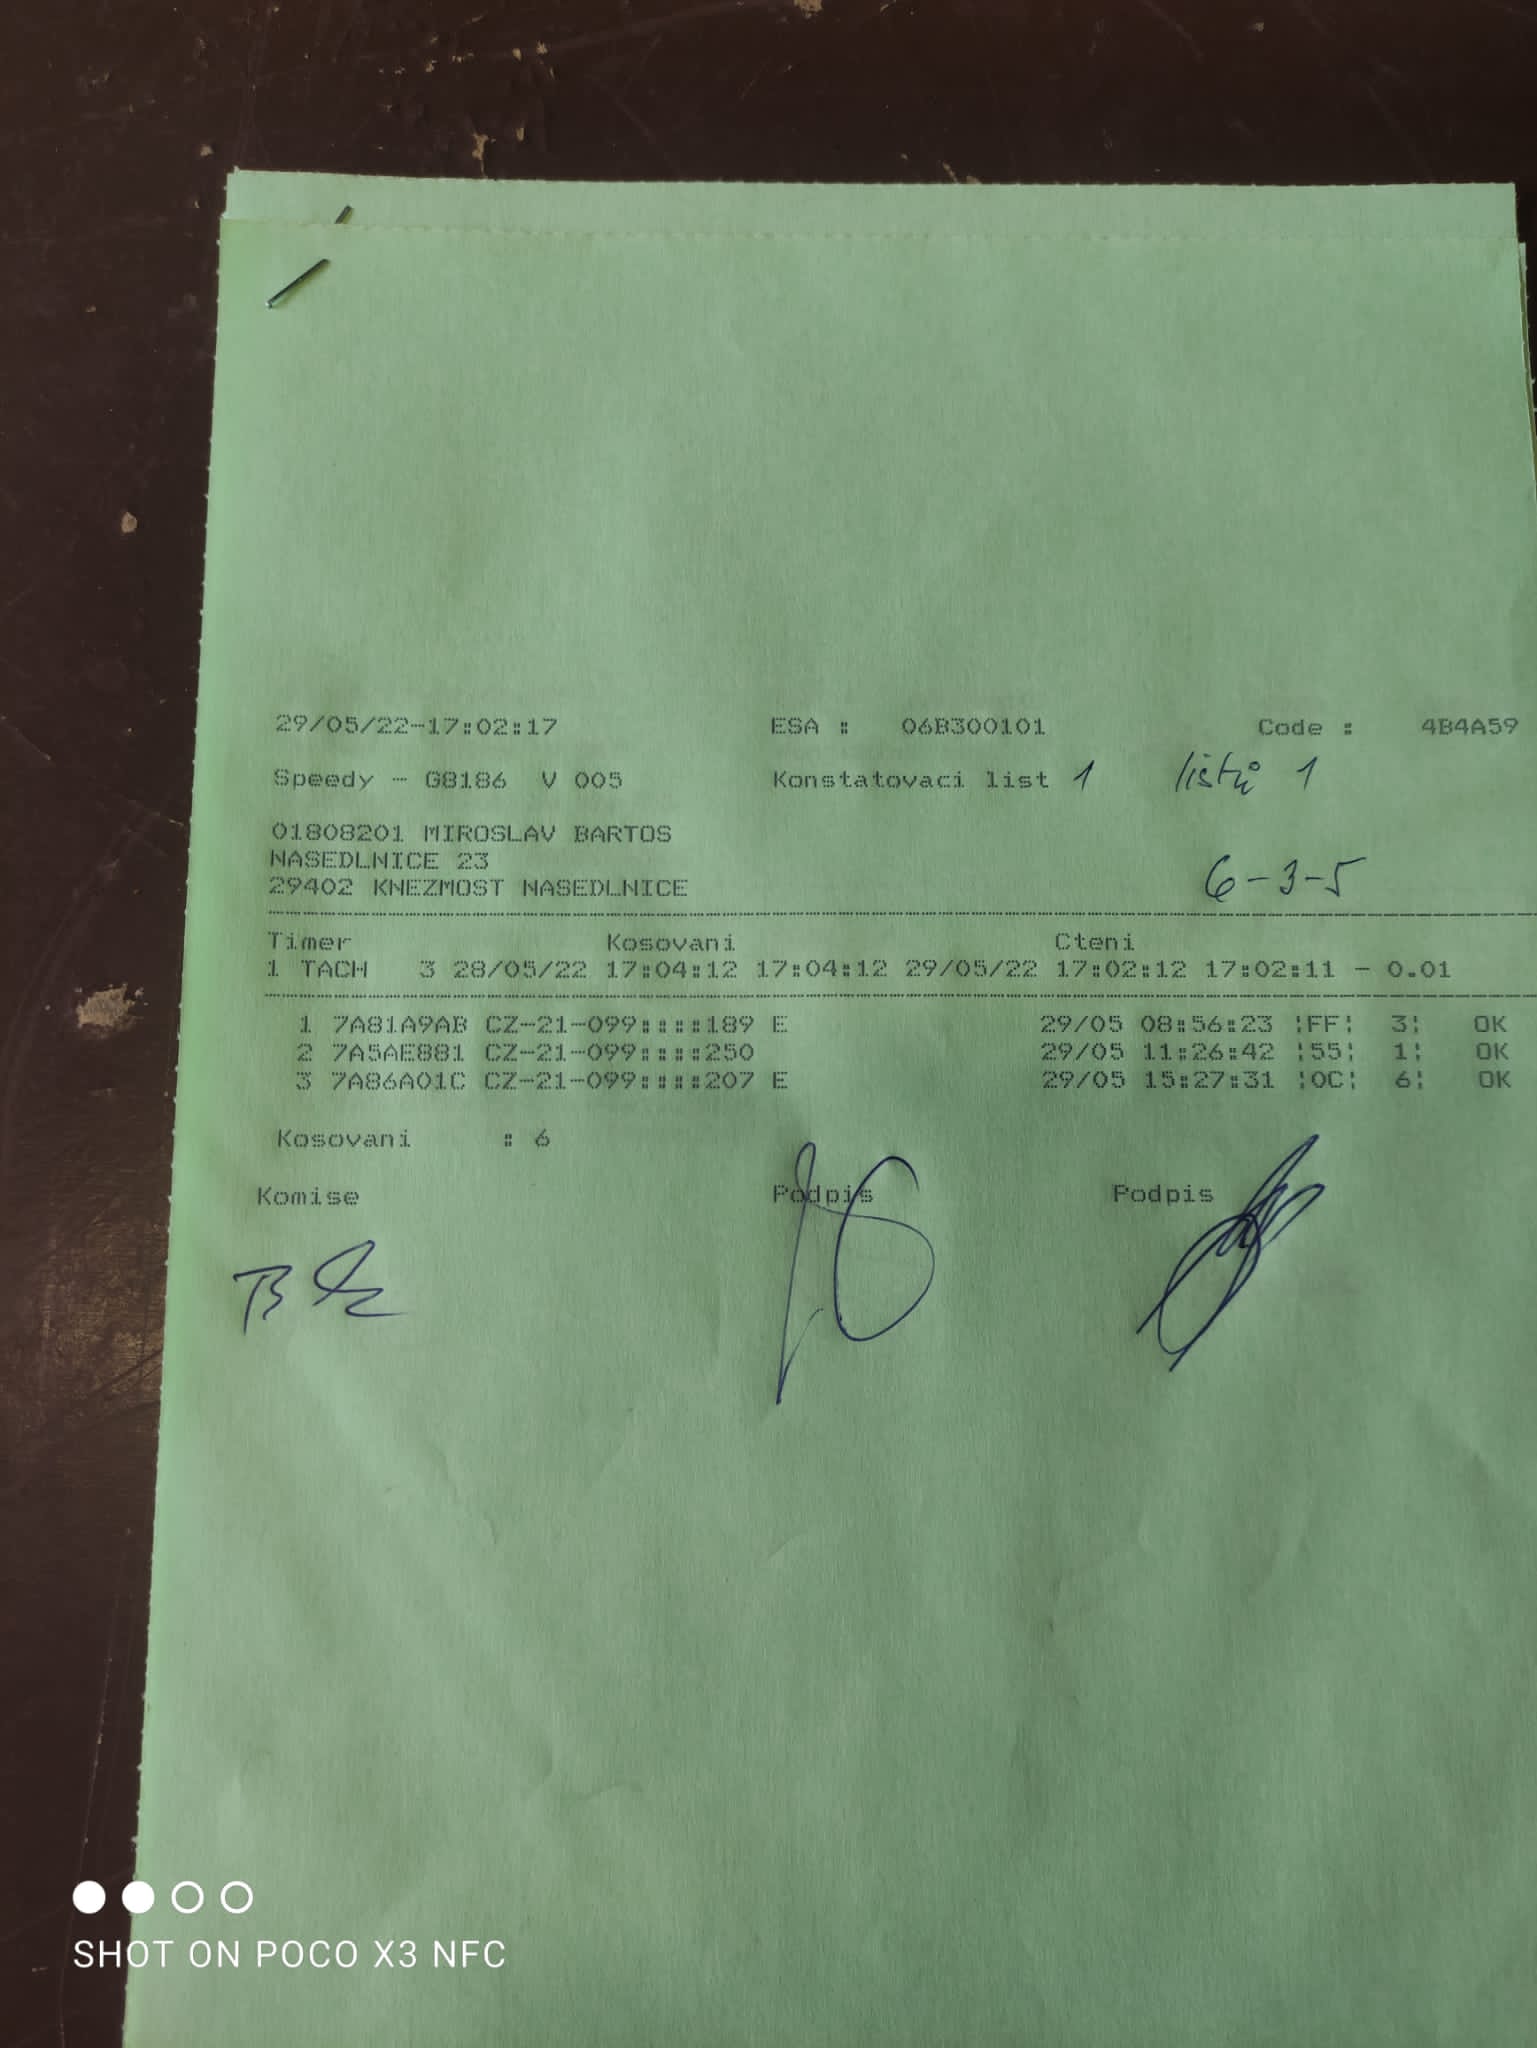 29/05/22-17:02:17 ESA : 06B300101 Code : 4B4A59
Speedy - G8186 V 005 Konstatovaci list 1 listů 1
01808201 MIROSLAV BARTOS
NASEDLNICE 23
29402 KNEZMOST NASEDLNICE
6-3-5
Timer Kosovani Cteni
1 TACH 3 28/05/22 17:04:12 17:04:12 29/05/22 17:02:12 17:02:11 - 0.01
1 7A81A9AB CZ-21-099::::189 E 29/05 08:56:23 ¦FF¦ 3¦ OK
2 7A5AE881 CZ-21-099::::250 29/05 11:26:42 ¦55¦ 1¦ OK
3 7A86A01C CZ-21-099::::207 E 29/05 15:27:31 ¦0C¦ 6¦ OK
Kosovani : 6
Komise Podpis Podpis
SHOT ON POCO X3 NFC